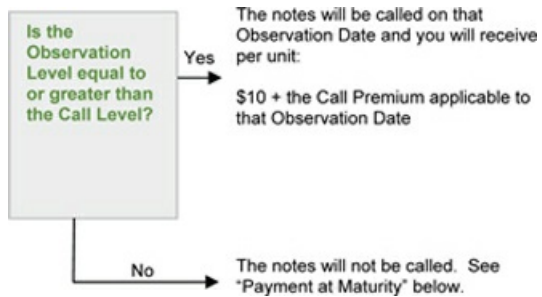 Is the
Observation
Level equal to
or greater than
the Call Level?
Yes
The notes will be called on that
Observation Date and you will receive
per unit:
$10 + the Call Premium applicable to
that Observation Date
No
The notes will not be called.  See
"Payment at Maturity" below.